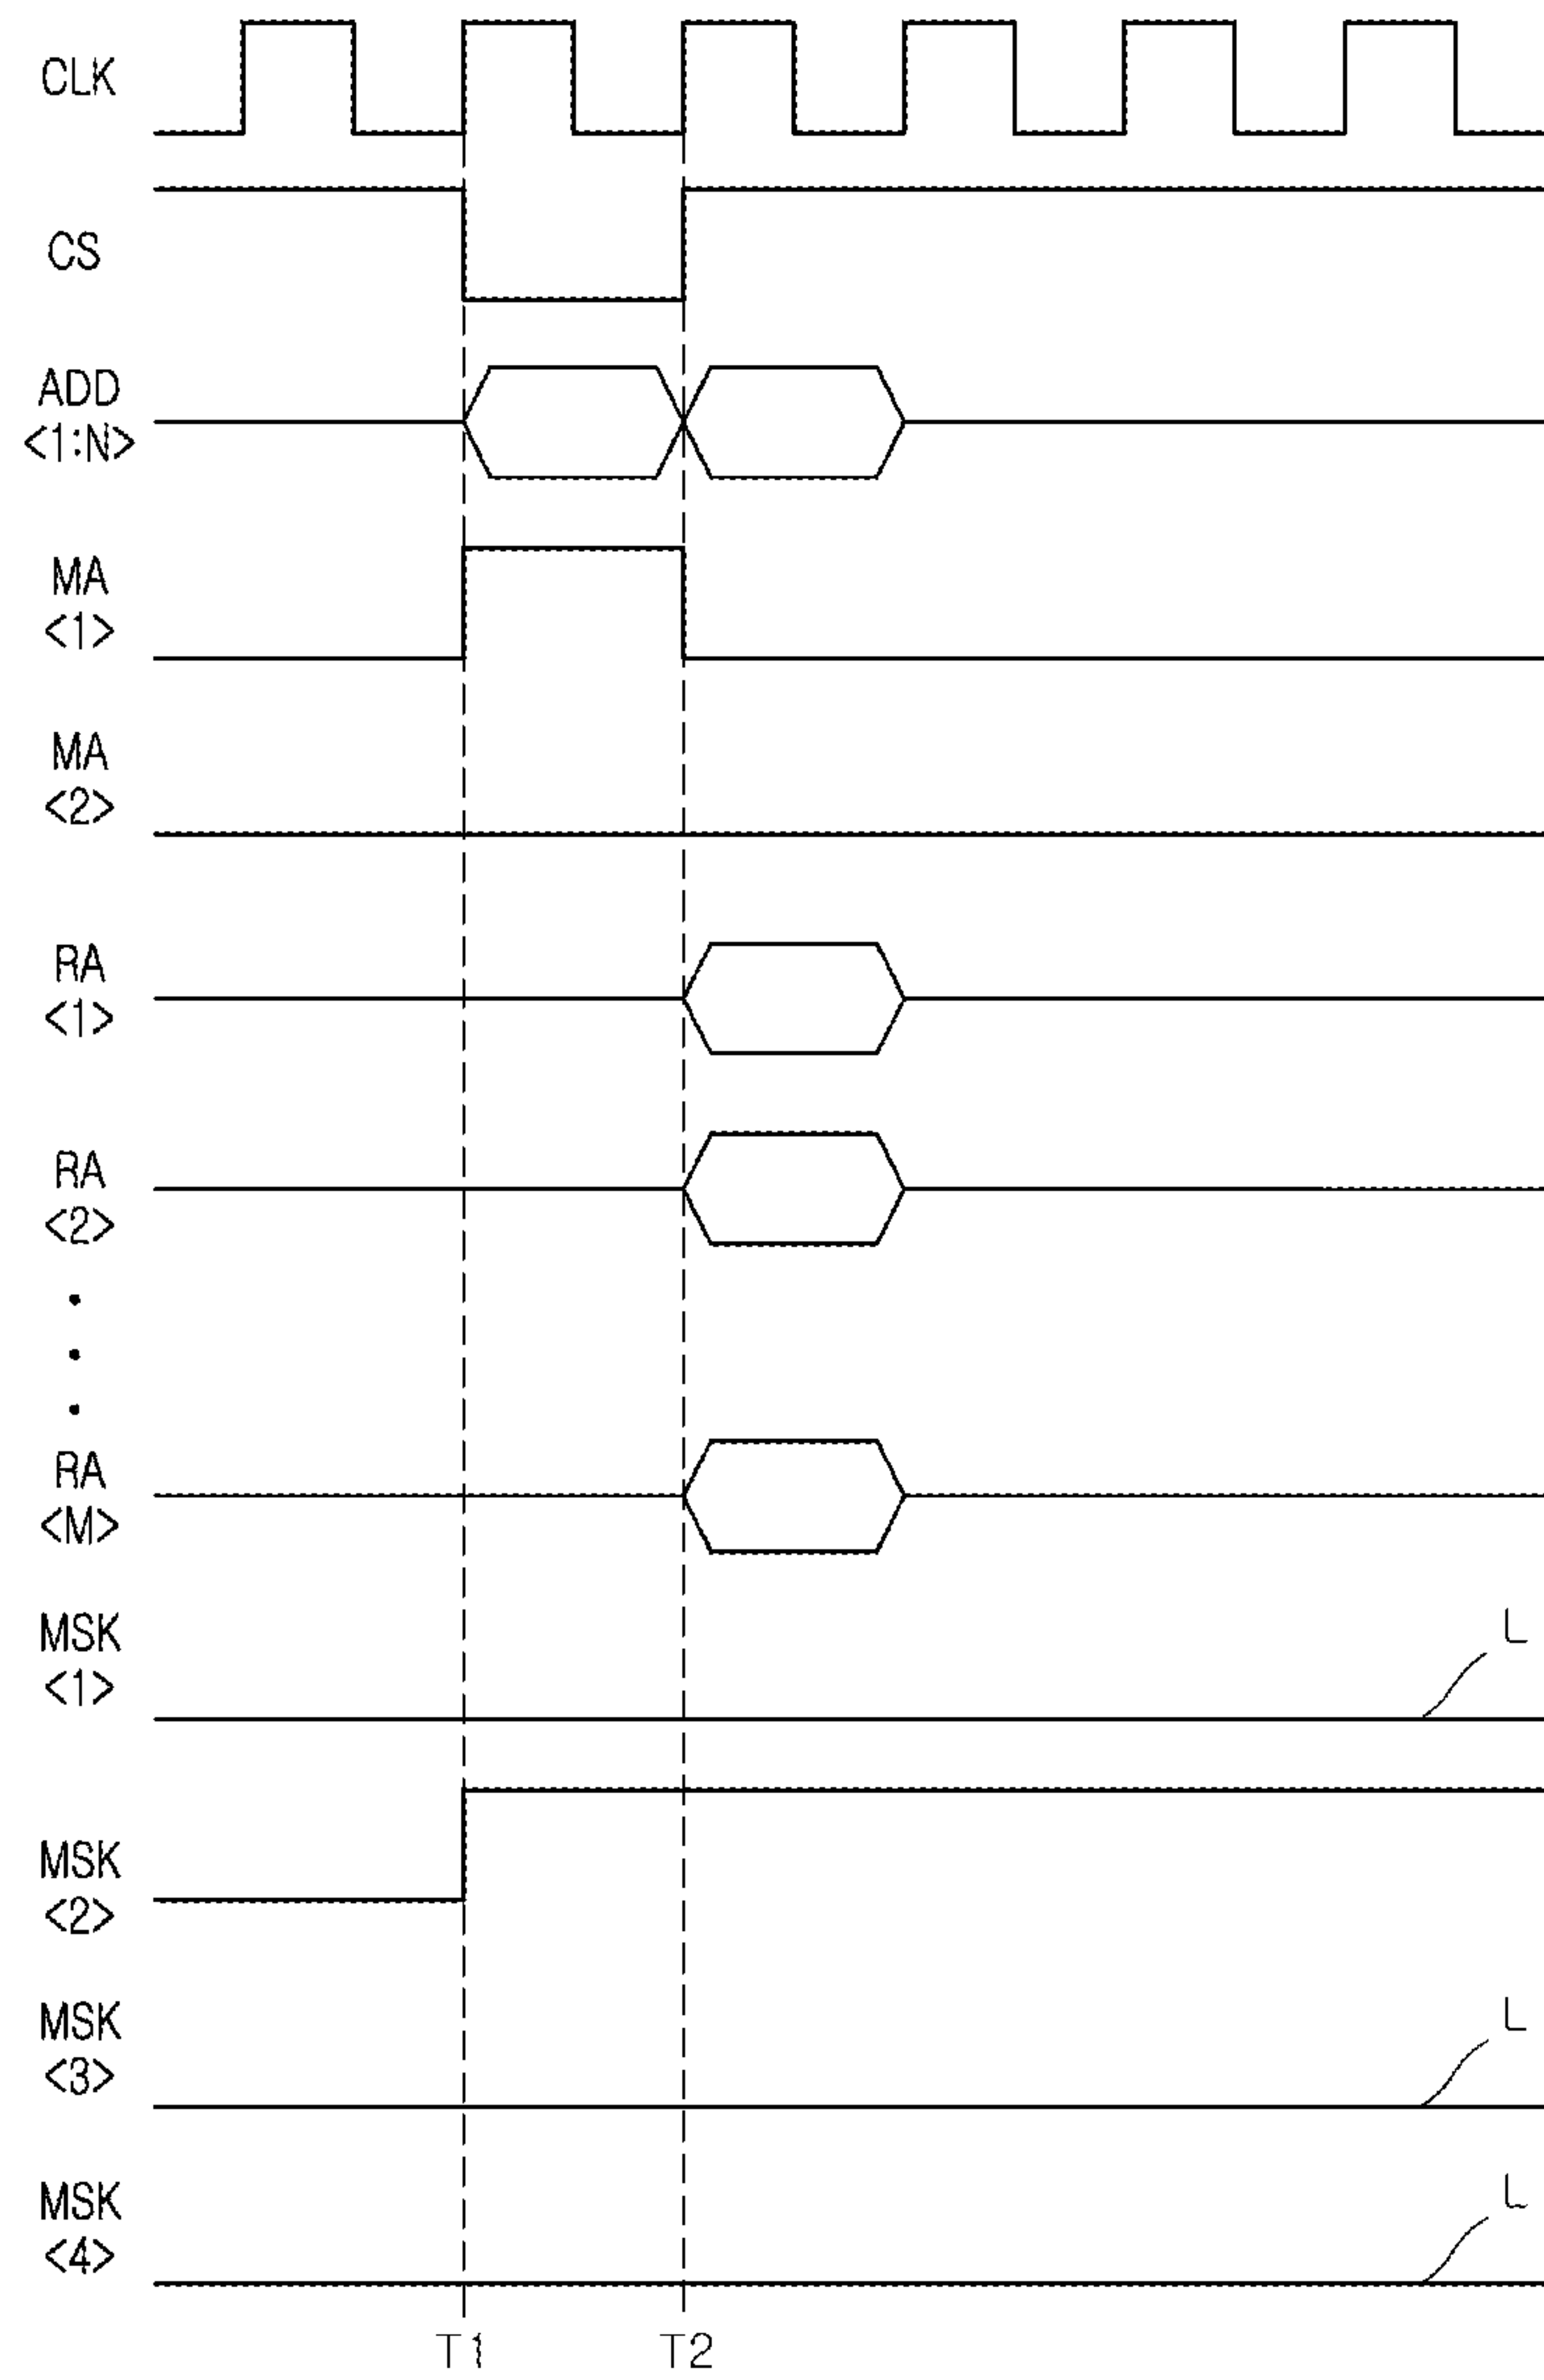 CLK
CS
ADD
<1:N>
MA
<1>
MA
<2>
RA
<1>
RA
<2>
RA
<M>
MSK
<1>
L
MSK
<2>
MSK
<3>
L
MSK
<4>
L
T1
T2